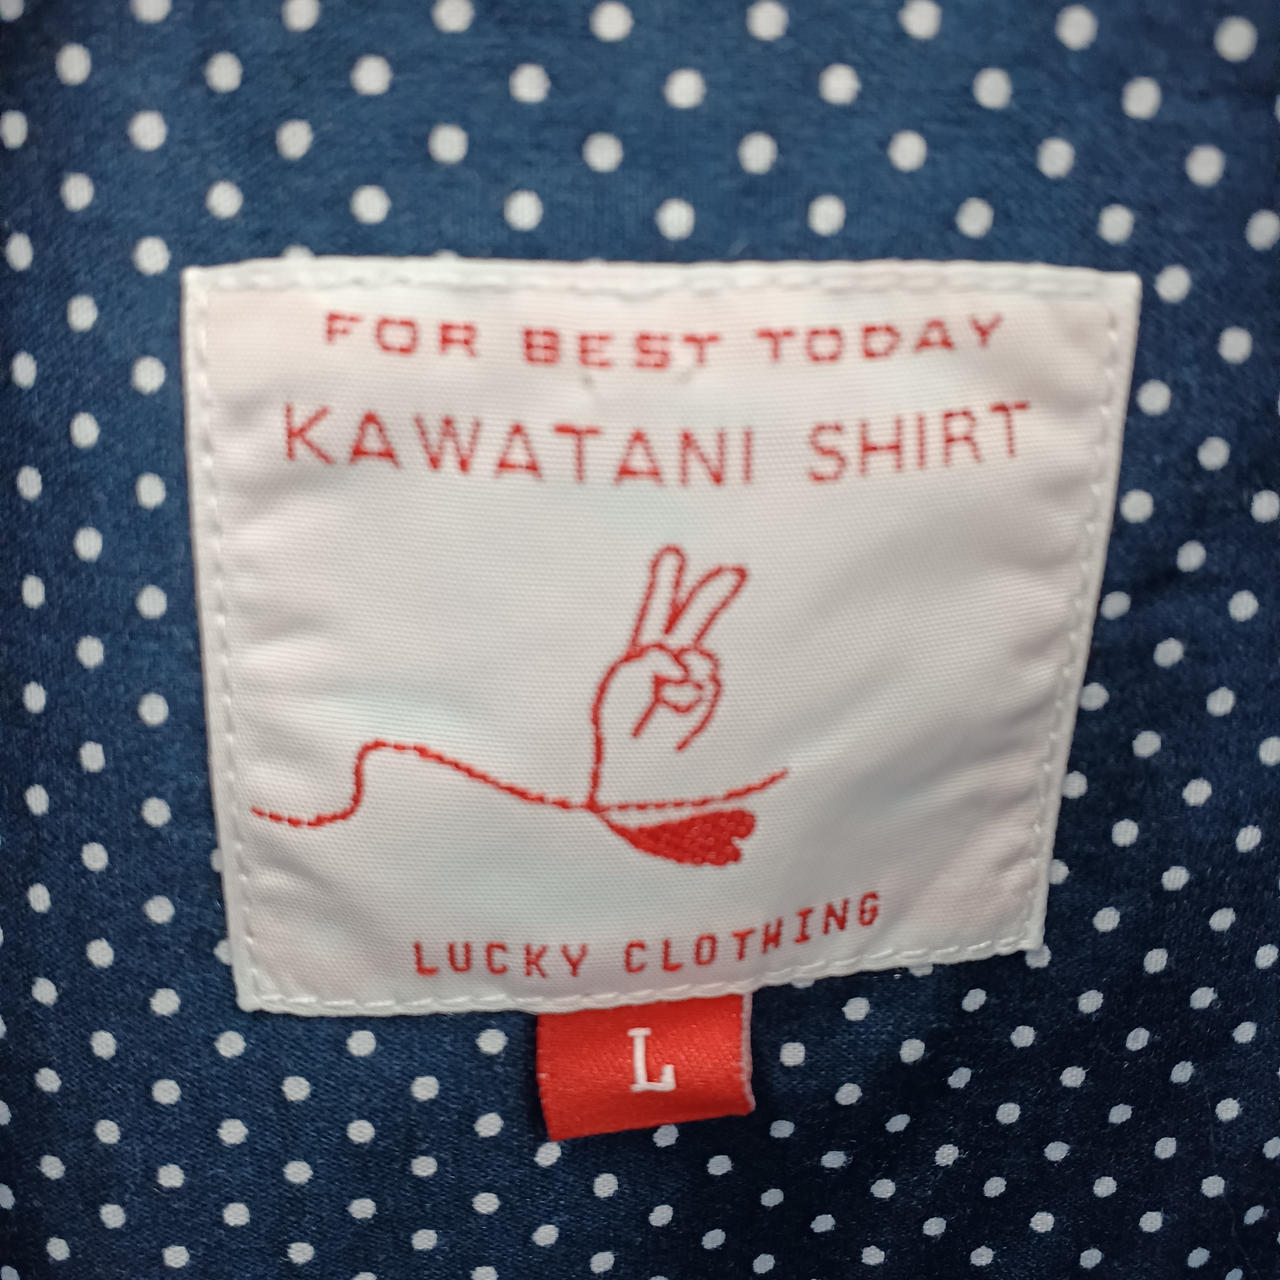 FOR BEST TODAY
KAWATANI SHIRT
LUCKY CLOTHING
L